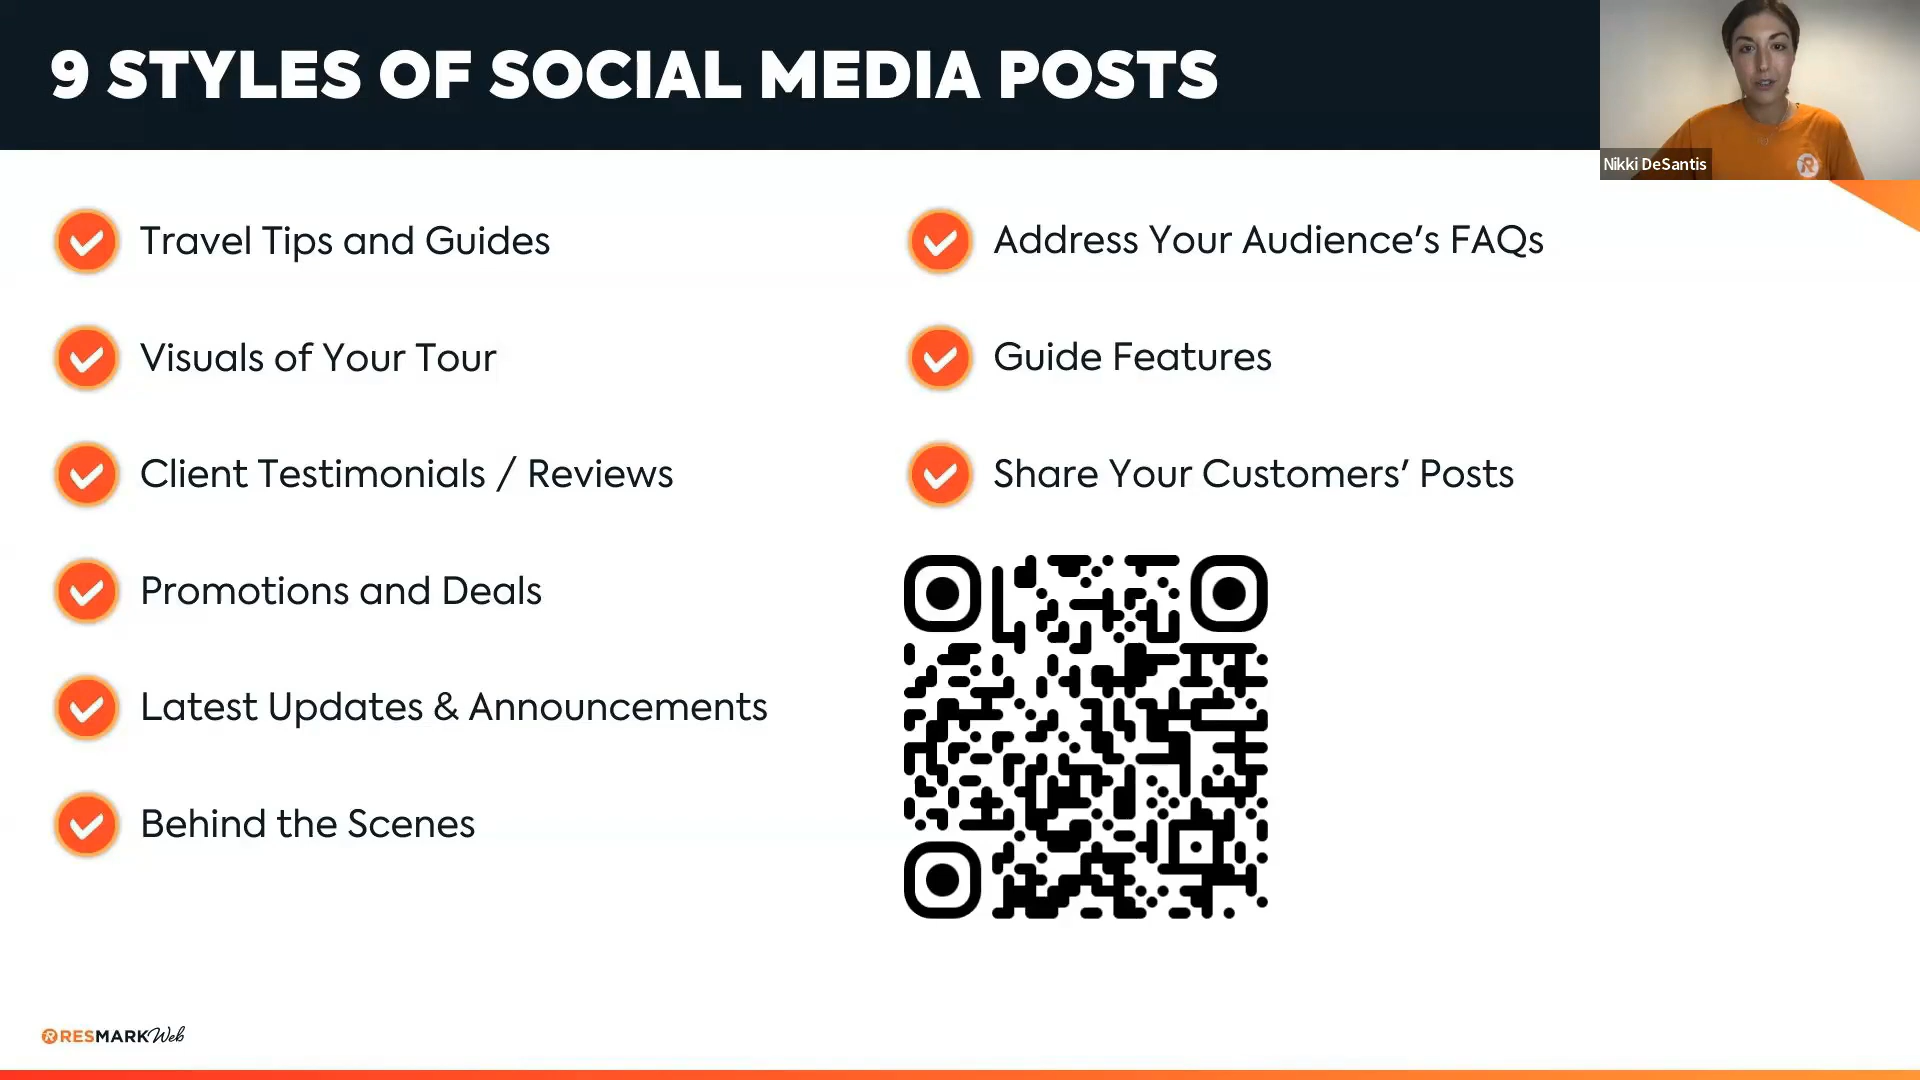 9 STYLES OF SOCIAL MEDIA POSTS
Nikki DeSantis
Travel Tips and Guides
Visuals of Your Tour
Client Testimonials / Reviews
Promotions and Deals
Latest Updates & Announcements
Behind the Scenes
Address Your Audience's FAQs
Guide Features
Share Your Customers' Posts
RESMARK Web